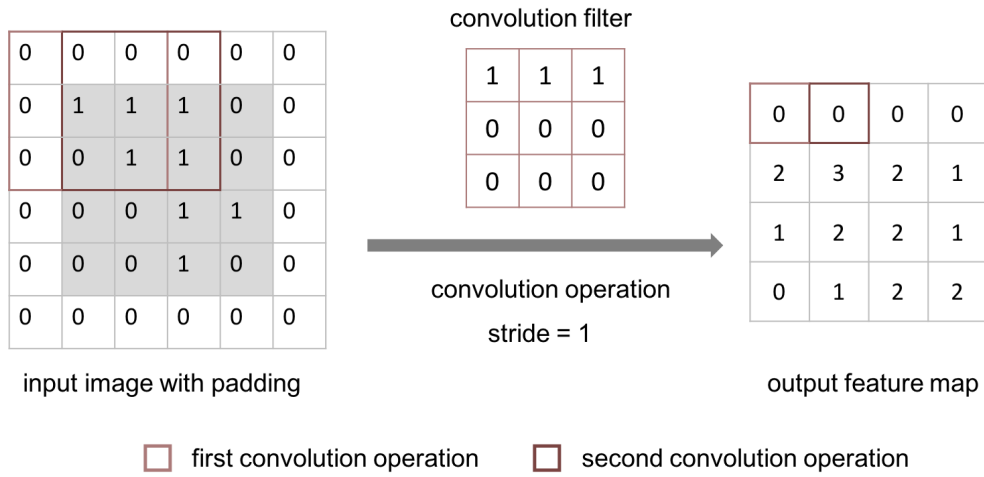 convolution filter
0 0 0 0 0 0
0 1 1 1 0 0
0 0 1 1 0 0
0 0 0 1 1 0
0 0 0 1 0 0
0 0 0 0 0 0
1 1 1
0 0 0
0 0 0
0 0 0 0
2 3 2 1
1 2 2 1
0 1 2 2
convolution operation
stride = 1
input image with padding
output feature map
first convolution operation
second convolution operation